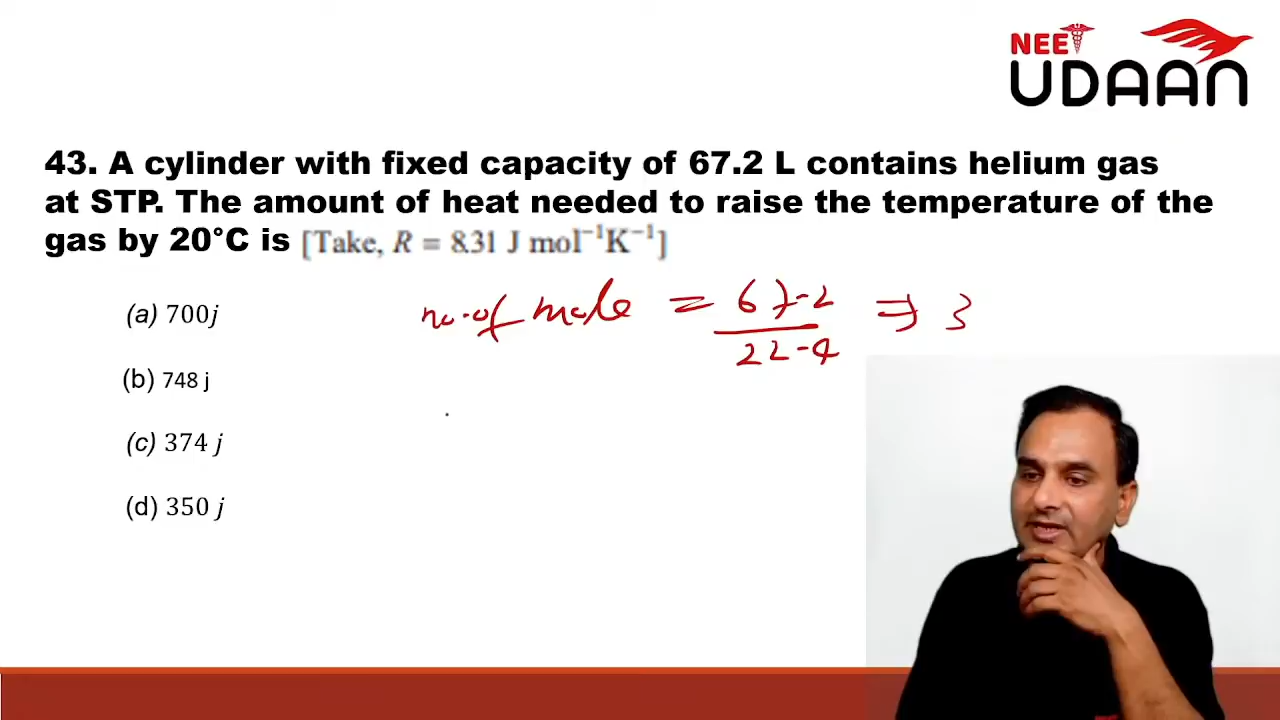 NEET
UDAAN
43. A cylinder with fixed capacity of 67.2 L contains helium gas
at STP. The amount of heat needed to raise the temperature of the
gas by 20°C is [Take, R = 8.31 J mol⁻¹K⁻¹]
(a) 700j
(b) 748 j
(c) 374 j
(d) 350 j
no. of mole = 67.2 / 22.4 ⇒ 3